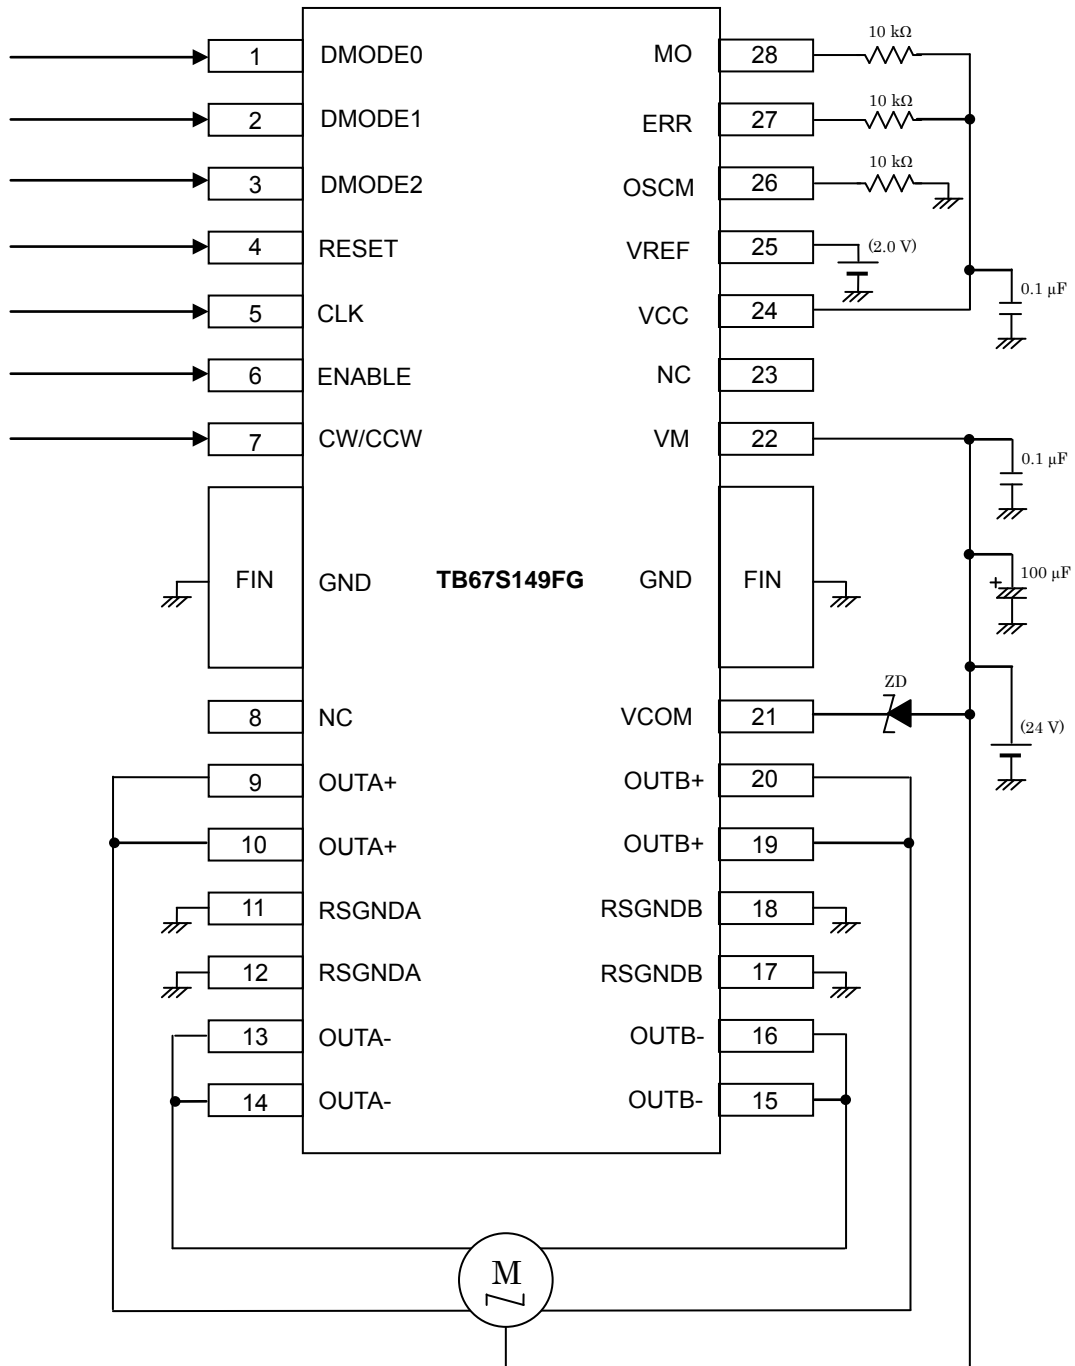 1 DMODE0 MO 28 10 kΩ
2 DMODE1 ERR 27 10 kΩ
3 DMODE2 OSCM 26 10 kΩ
4 RESET VREF 25 (2.0 V)
5 CLK VCC 24 0.1 μF
6 ENABLE NC 23
7 CW/CCW VM 22 0.1 μF
FIN GND TB67S149FG GND FIN
+ 100 μF
8 NC VCOM 21 ZD (24 V)
9 OUTA+ OUTB+ 20
10 OUTA+ OUTB+ 19
11 RSGNDA RSGNDB 18
12 RSGNDA RSGNDB 17
13 OUTA- OUTB- 16
14 OUTA- OUTB- 15
M